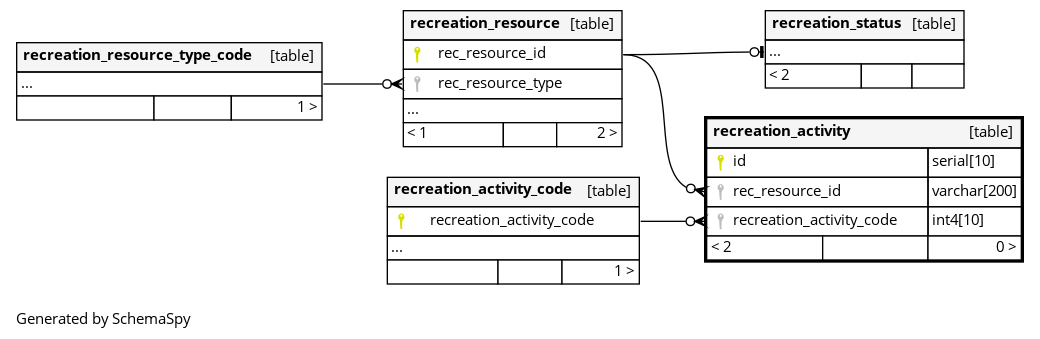 recreation_resource_type_code [table]
...
1 >
recreation_resource [table]
rec_resource_id
rec_resource_type
...
< 1 2 >
recreation_status [table]
...
< 2
recreation_activity_code [table]
recreation_activity_code
...
1 >
recreation_activity [table]
id serial[10]
rec_resource_id varchar[200]
recreation_activity_code int4[10]
< 2 0 >
Generated by SchemaSpy